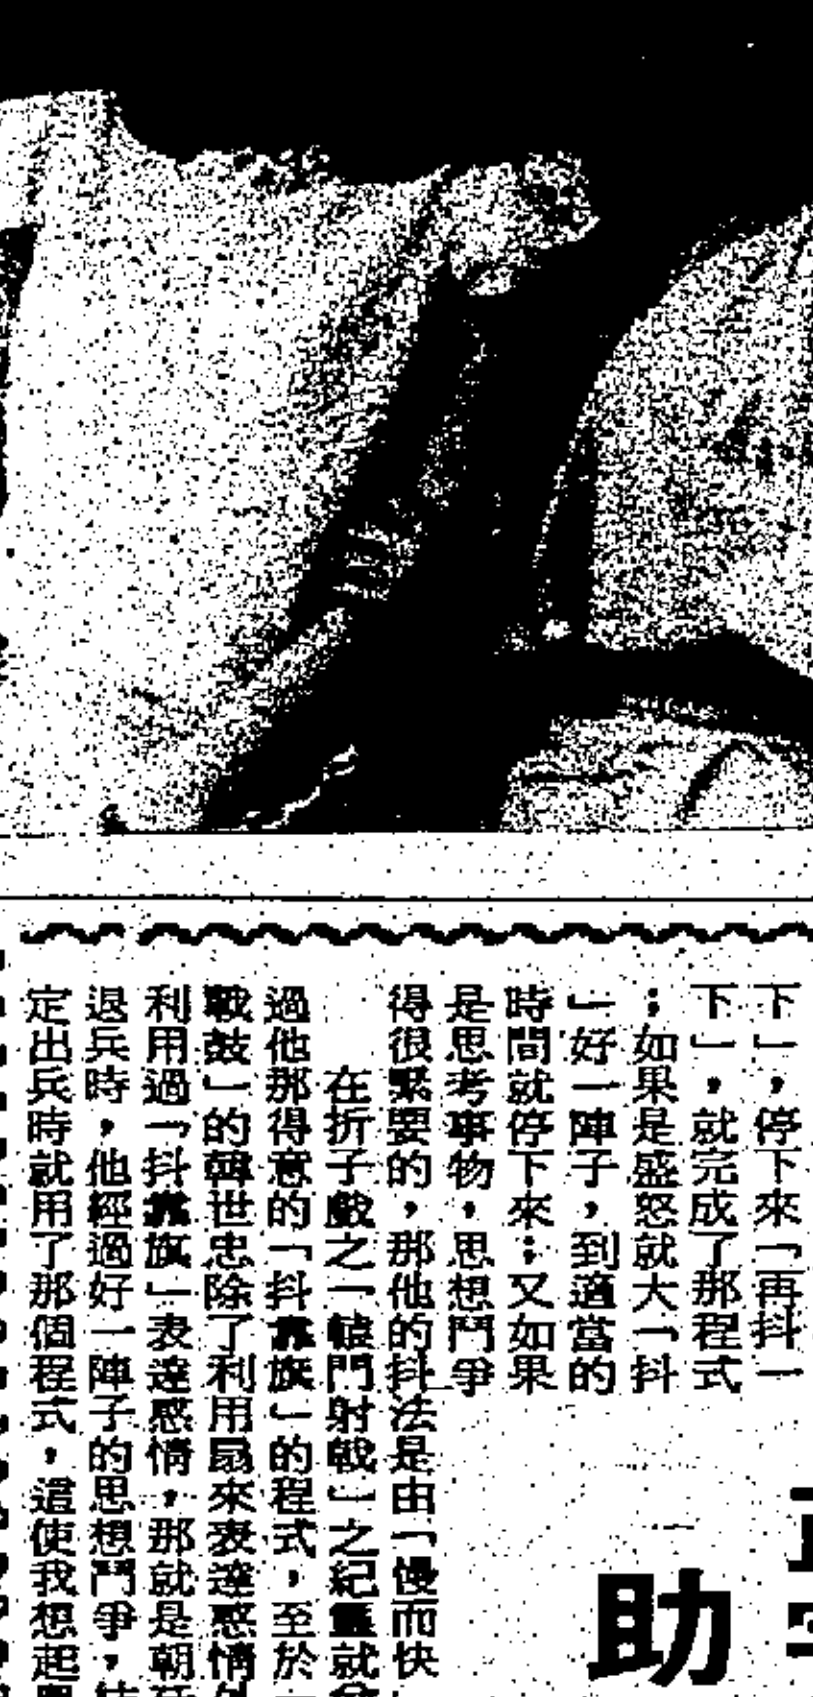 下」，停下來「再抖一
下」，就完成了那程式
；如果是盛怒就大「抖
」好一陣子，到適當的
時間就停下來；又如果
是思考事物，思想鬥爭
得很緊要的，那他的抖法是由「慢而快
在折子戲之「轅門射戟」之紀靈就
過他那得意的「抖靠旗」的程式，至於
戰鼓」的韓世忠除了利用扇來表達感情
利用過「抖靠旗」表達感情，那就是朝
退兵時，他經過好一陣子的思想鬥爭，
定出兵時就用了那個程式，這使我想起
助